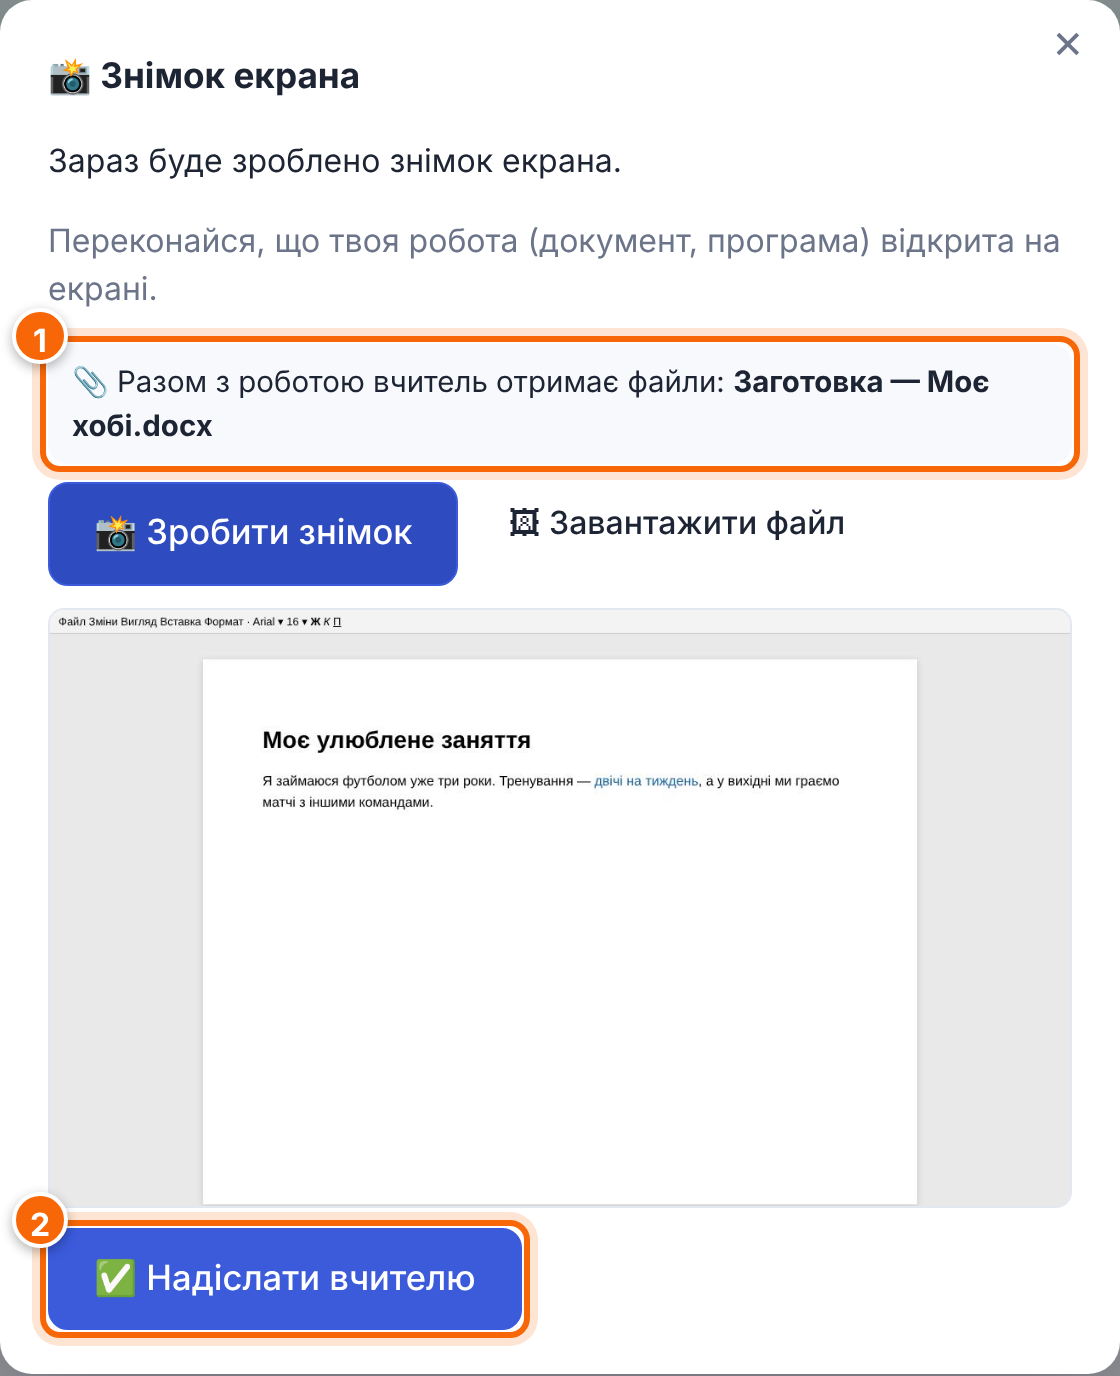 📸 Знімок екрана
Зараз буде зроблено знімок екрана.
Переконайся, що твоя робота (документ, програма) відкрита на
екрані.
1
📎 Разом з роботою вчитель отримає файли: Заготовка — Моє
хобі.docx
📸 Зробити знімок
🖼 Завантажити файл
Файл Зміни Вигляд Вставка Формат · Arial ▾ 16 ▾ Ж К П
Моє улюблене заняття
Я займаюся футболом уже три роки. Тренування — двічі на тиждень, а у вихідні ми граємо
матчі з іншими командами.
2
✅ Надіслати вчителю